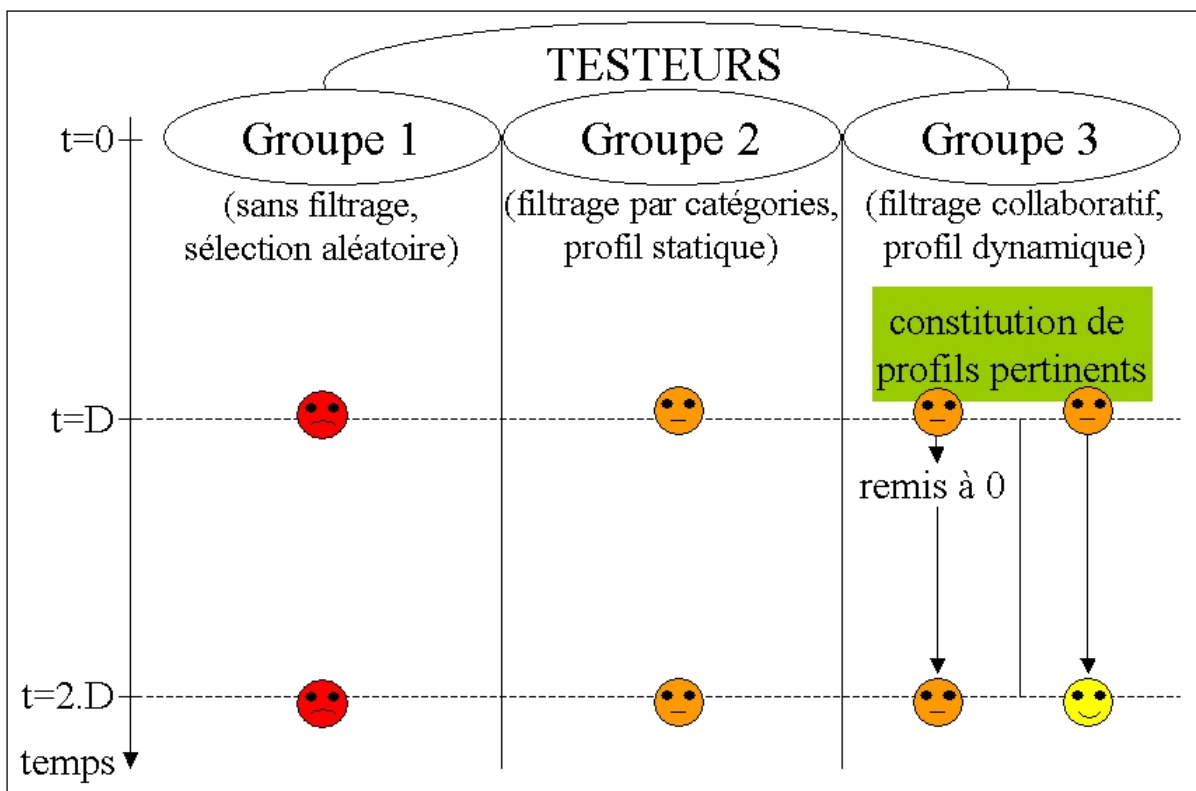 TESTEURS
t=0
Groupe 1
Groupe 2
Groupe 3
(sans filtrage,
sélection aléatoire)
(filtrage par catégories,
profil statique)
(filtrage collaboratif,
profil dynamique)
constitution de
profils pertinents
t=D
remis à 0
t=2.D
temps